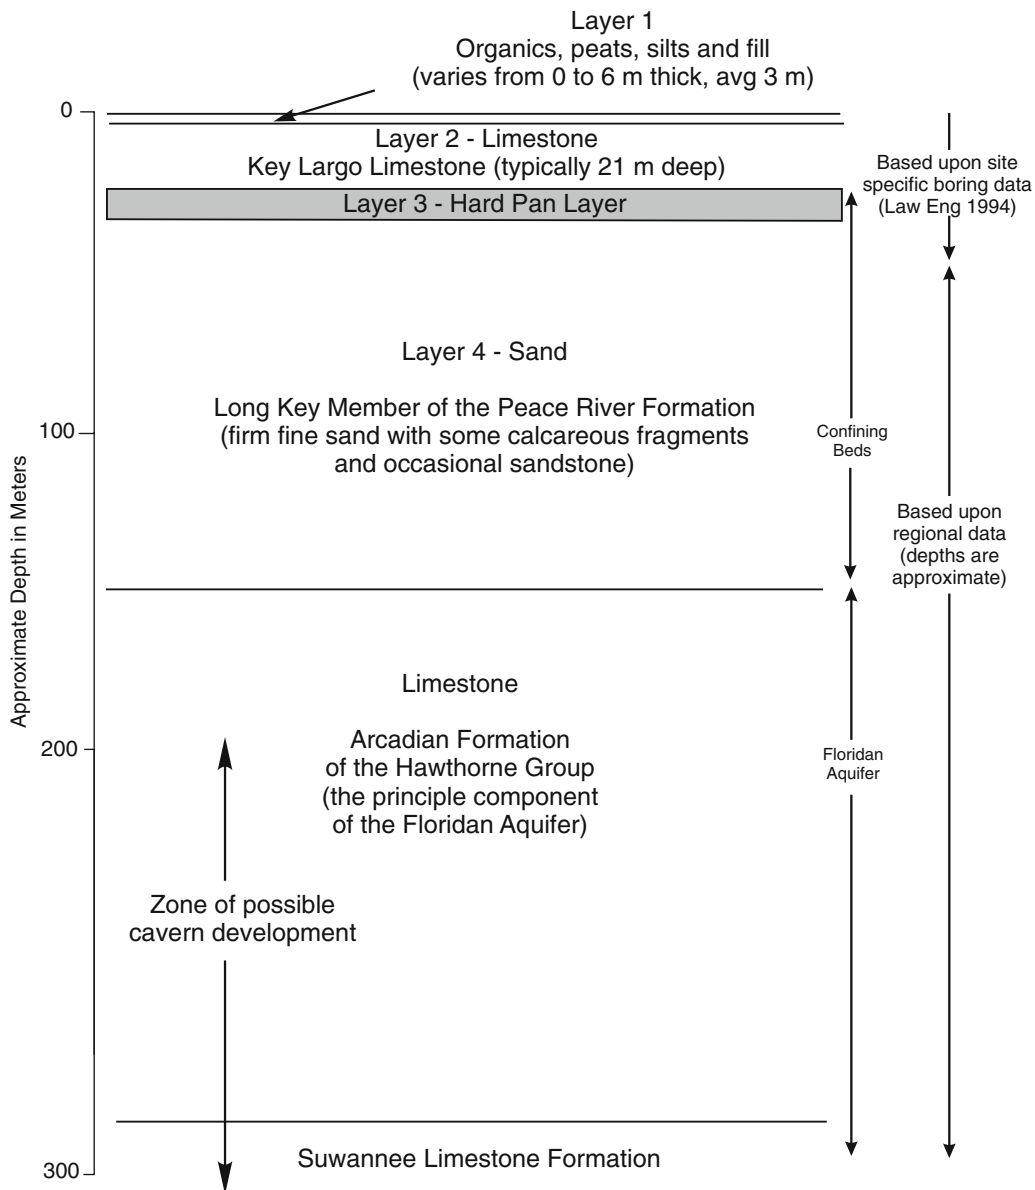 Layer 1
Organics, peats, silts and fill
(varies from 0 to 6 m thick, avg 3 m)
0
Layer 2 - Limestone
Key Largo Limestone (typically 21 m deep)
Layer 3 - Hard Pan Layer
Based upon site
specific boring data
(Law Eng 1994)
Layer 4 - Sand
Long Key Member of the Peace River Formation
(firm fine sand with some calcareous fragments
and occasional sandstone)
100
Confining
Beds
Based upon
regional data
(depths are
approximate)
Approximate Depth in Meters
Limestone
Arcadian Formation
of the Hawthorne Group
(the principle component
of the Floridan Aquifer)
200
Floridan
Aquifer
Zone of possible
cavern development
Suwannee Limestone Formation
300